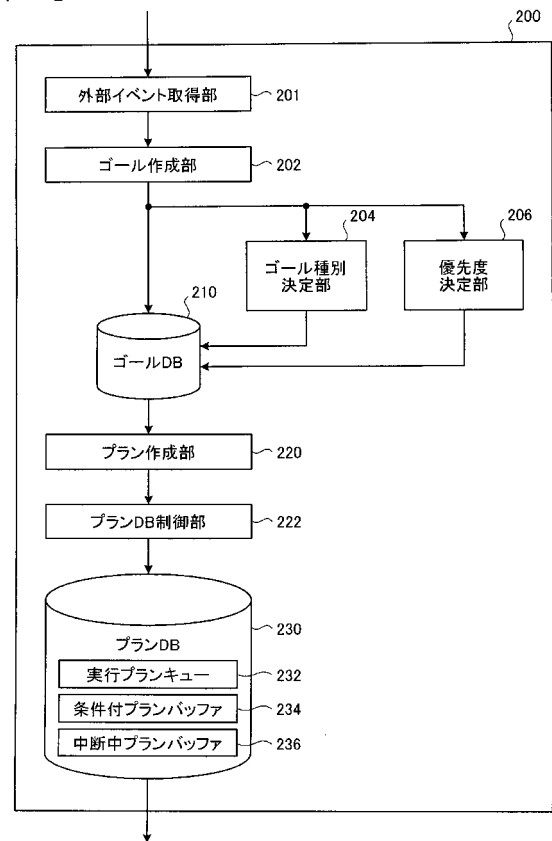 200
外部イベント取得部
201
ゴール作成部
202
204
206
ゴール種別
決定部
優先度
決定部
210
ゴールDB
プラン作成部
220
プランDB制御部
222
230
プランDB
実行プランキュー
232
条件付プランバッファ
234
中断中プランバッファ
236